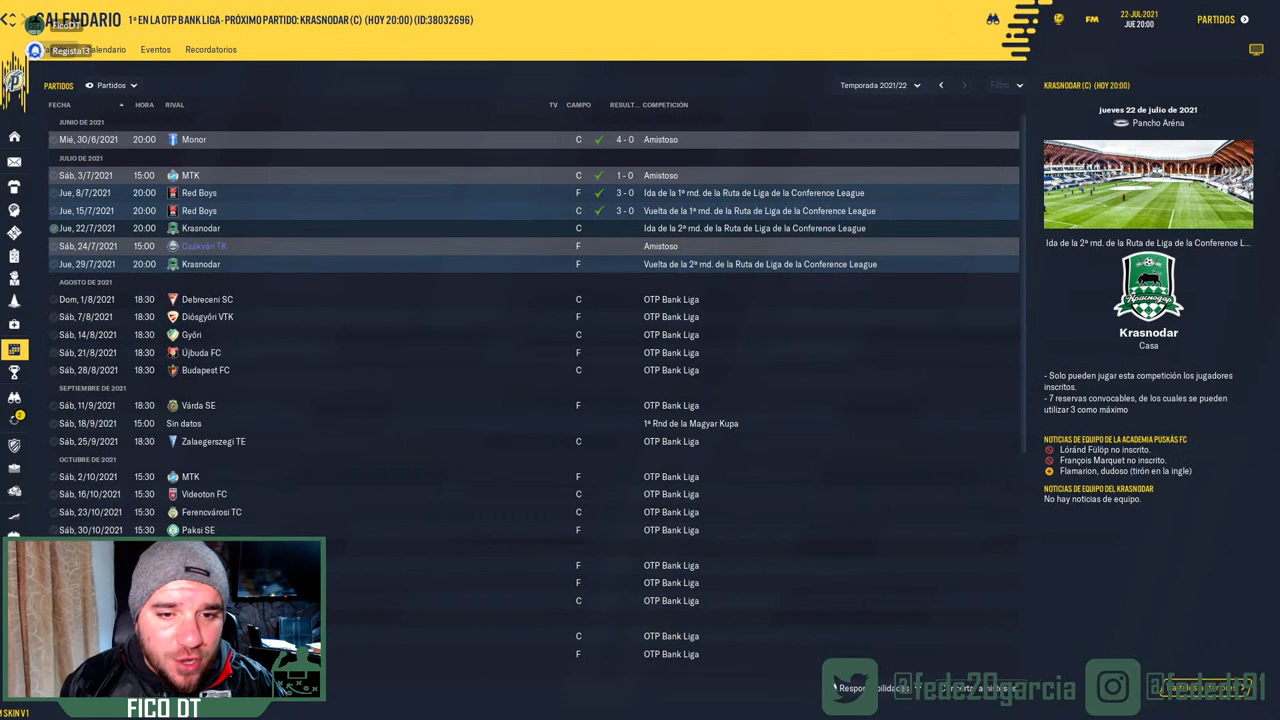 CALENDARIO
1ª EN LA OTP BANK LIGA - PRÓXIMO PARTIDO: KRASNODAR (C) (HOY 20:00) (ID:38032696)
FicoDT
Regista13
FM
22-JUL-2021
JUE 20:00
PARTIDOS
Calendario
Eventos
Recordatorios
PARTIDOS
Partidos
Temporada 2021/22
Filtro
FECHA HORA RIVAL TV CAMPO RESULT... COMPETICIÓN
JUNIO DE 2021
Mié, 30/6/2021 20:00 Monor C 4 - 0 Amistoso
JULIO DE 2021
Sáb, 3/7/2021 15:00 MTK C 1 - 0 Amistoso
Jue, 8/7/2021 20:00 Red Boys F 3 - 0 Ida de la 1ª rnd. de la Ruta de Liga de la Conference League
Jue, 15/7/2021 20:00 Red Boys C 3 - 0 Vuelta de la 1ª rnd. de la Ruta de Liga de la Conference League
Jue, 22/7/2021 20:00 Krasnodar C Ida de la 2ª rnd. de la Ruta de Liga de la Conference League
Sáb, 24/7/2021 15:00 Csákvári TK F Amistoso
Jue, 29/7/2021 20:00 Krasnodar F Vuelta de la 2ª rnd. de la Ruta de Liga de la Conference League
AGOSTO DE 2021
Dom, 1/8/2021 18:30 Debreceni SC C OTP Bank Liga
Sáb, 7/8/2021 18:30 Diósgyőri VTK F OTP Bank Liga
Sáb, 14/8/2021 18:30 Győri C OTP Bank Liga
Sáb, 21/8/2021 18:30 Újbuda FC F OTP Bank Liga
Sáb, 28/8/2021 18:30 Budapest FC C OTP Bank Liga
SEPTIEMBRE DE 2021
Sáb, 11/9/2021 18:30 Várda SE F OTP Bank Liga
Sáb, 18/9/2021 15:00 Sin datos 1ª Rnd de la Magyar Kupa
Sáb, 25/9/2021 18:30 Zalaegerszegi TE C OTP Bank Liga
OCTUBRE DE 2021
Sáb, 2/10/2021 15:30 MTK F OTP Bank Liga
Sáb, 16/10/2021 15:30 Videoton FC C OTP Bank Liga
Sáb, 23/10/2021 15:30 Ferencvárosi TC C OTP Bank Liga
Sáb, 30/10/2021 15:30 Paksi SE F OTP Bank Liga
F OTP Bank Liga
F OTP Bank Liga
C OTP Bank Liga
C OTP Bank Liga
F OTP Bank Liga
KRASNODAR (C) (HOY 20:00)
jueves 22 de julio de 2021
Pancho Aréna
Ida de la 2ª rnd. de la Ruta de Liga de la Conference L...
Краснодар
Krasnodar
Casa
- Solo pueden jugar esta competición los jugadores
inscritos.
- 7 reservas convocables, de los cuales se pueden
utilizar 3 como máximo
NOTICIAS DE EQUIPO DE LA ACADEMIA PUSKÁS FC
Lóránd Fülöp no inscrito.
François Marquet no inscrito.
Flamarion, dudoso (tirón en la ingle)
NOTICIAS DE EQUIPO DEL KRASNODAR
No hay noticias de equipo.
2
@fede20garcia
@fededt01
FICO DT
SKIN V1